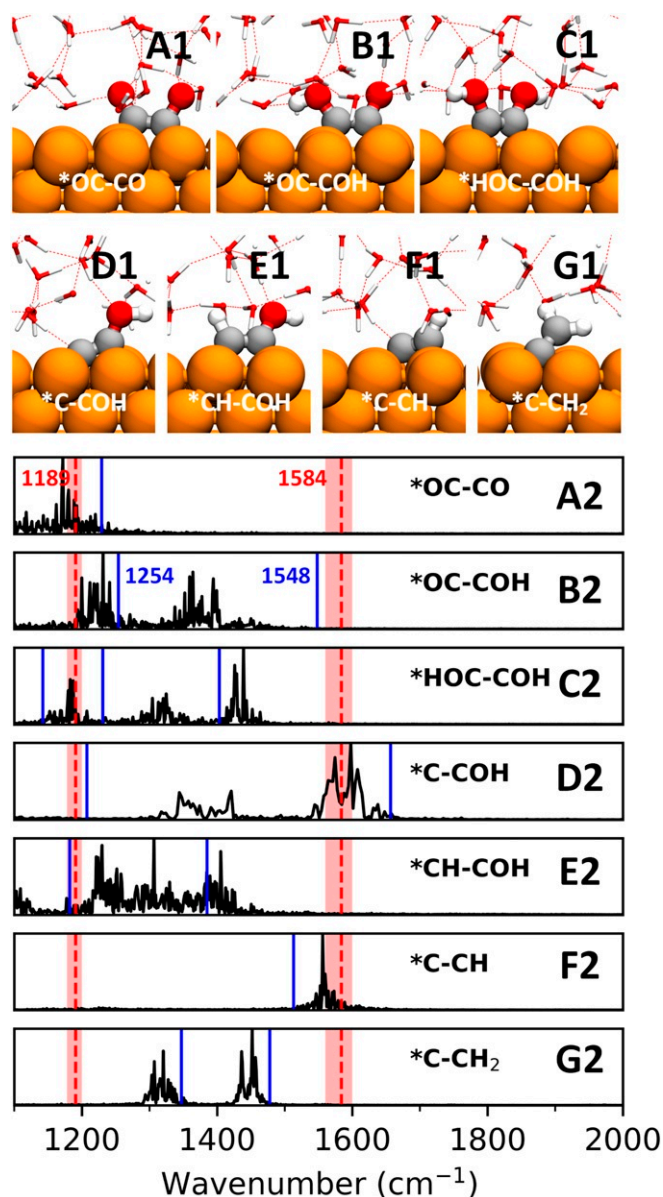 A1 B1 C1
*OC-CO *OC-COH *HOC-COH
D1 E1 F1 G1
*C-COH *CH-COH *C-CH *C-CH₂
1189 1584 *OC-CO A2
1254 1548 *OC-COH B2
*HOC-COH C2
*C-COH D2
*CH-COH E2
*C-CH F2
*C-CH₂ G2
1200 1400 1600 1800 2000
Wavenumber (cm⁻¹)